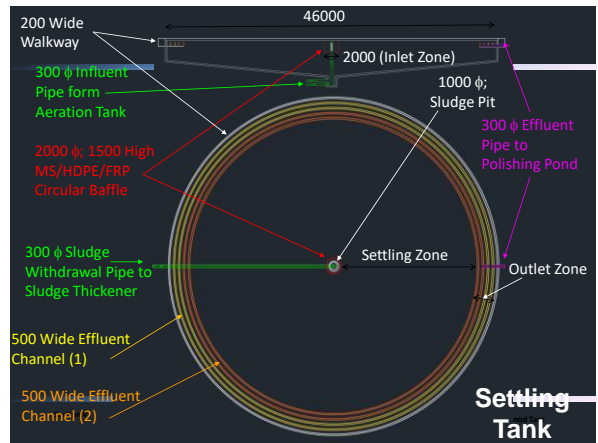 46000
200 Wide
Walkway
2000 (Inlet Zone)
300 ϕ Influent
Pipe form
Aeration Tank
1000 ϕ;
Sludge Pit
300 ϕ Effluent
Pipe to
Polishing Pond
2000 ϕ; 1500 High
MS/HDPE/FRP
Circular Baffle
300 ϕ Sludge
Withdrawal Pipe to
Sludge Thickener
Settling Zone
Outlet Zone
500 Wide Effluent
Channel (1)
500 Wide Effluent
Channel (2)
Settling
Tank